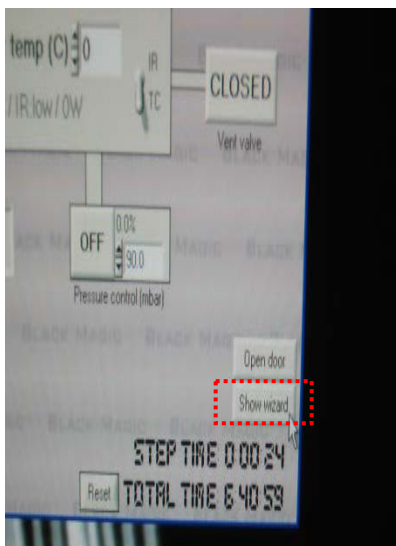 temp (C) 0
IR
/ IR low / 0W
TC
CLOSED
Vent valve
OFF
0.0%
90.0
Pressure control (mbar)
BLACK MAGIC
Open door
Show wizard
STEP TIME 0 00 24
Reset TOTAL TIME 6 40 59